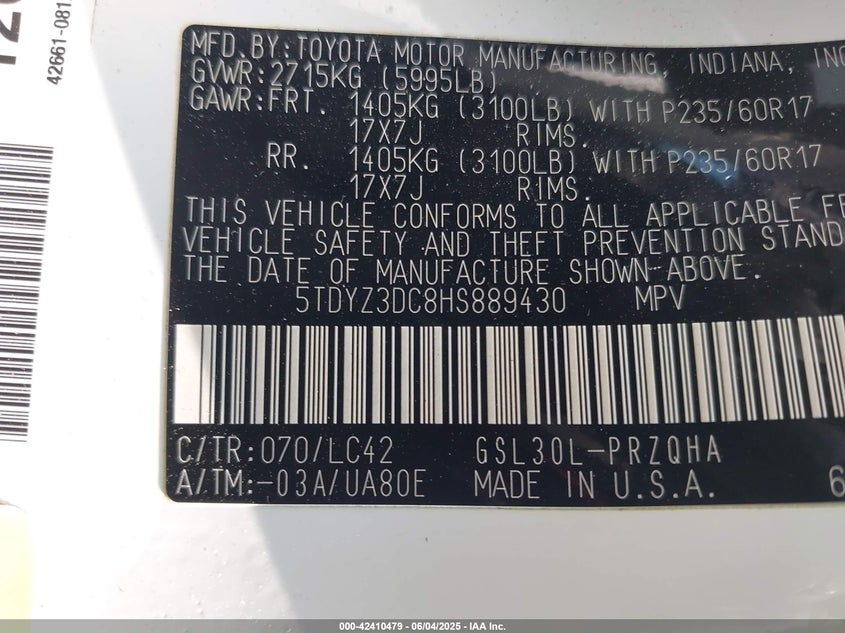 42661-081
MFD.BY:TOYOTA MOTOR MANUFACTURING, INDIANA, INC
GVWR:2715KG (5995LB)
GAWR:FRT. 1405KG (3100LB) WITH P235/60R17
17X7J RIMS.
RR. 1405KG (3100LB) WITH P235/60R17
17X7J RIMS.
THIS VEHICLE CONFORMS TO ALL APPLICABLE FE
VEHICLE SAFETY AND THEFT PREVENTION STAND
THE DATE OF MANUFACTURE SHOWN ABOVE.
5TDYZ3DC8HS889430 MPV
C/TR:070/LC42 GSL30L-PRZQHA
A/TM:-03A/UA80E MADE IN U.S.A. 6
000-42410479 - 06/04/2025 - IAA Inc.